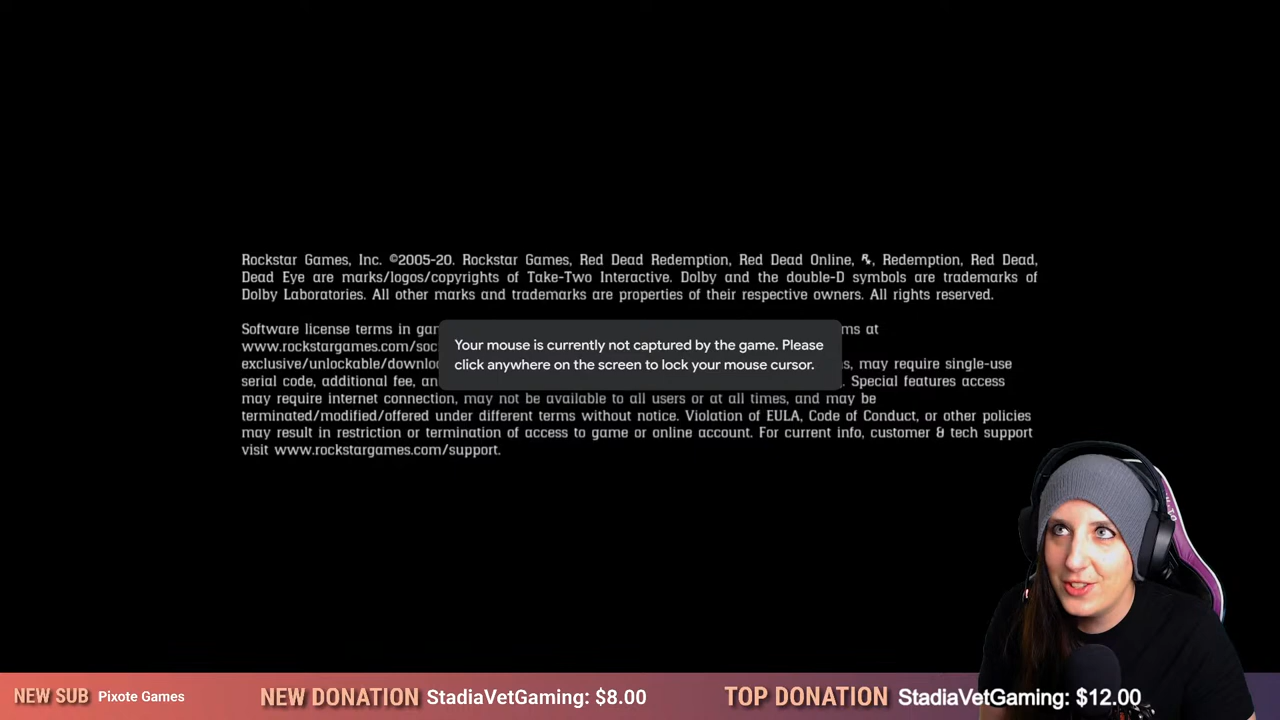 Rockstar Games, Inc. ©2005-20. Rockstar Games, Red Dead Redemption, Red Dead Online, R, Redemption, Red Dead,
Dead Eye are marks/logos/copyrights of Take-Two Interactive. Dolby and the double-D symbols are trademarks of
Dolby Laboratories. All other marks and trademarks are properties of their respective owners. All rights reserved.
Software license terms in
www.rockstargames.com/
exclusive/unlockable/ may require single-use
serial code, additional fee, Special features access
may require internet connection, may not be available to all users or at all times, and may be
terminated/modified/offered under different terms without notice. Violation of EULA, Code of Conduct, or other policies
may result in restriction or termination of access to game or online account. For current info, customer & tech support
visit www.rockstargames.com/support.
Your mouse is currently not captured by the game. Please
click anywhere on the screen to lock your mouse cursor.
NEW SUB Pixote Games NEW DONATION StadiaVetGaming: $8.00 TOP DONATION StadiaVetGaming: $12.00